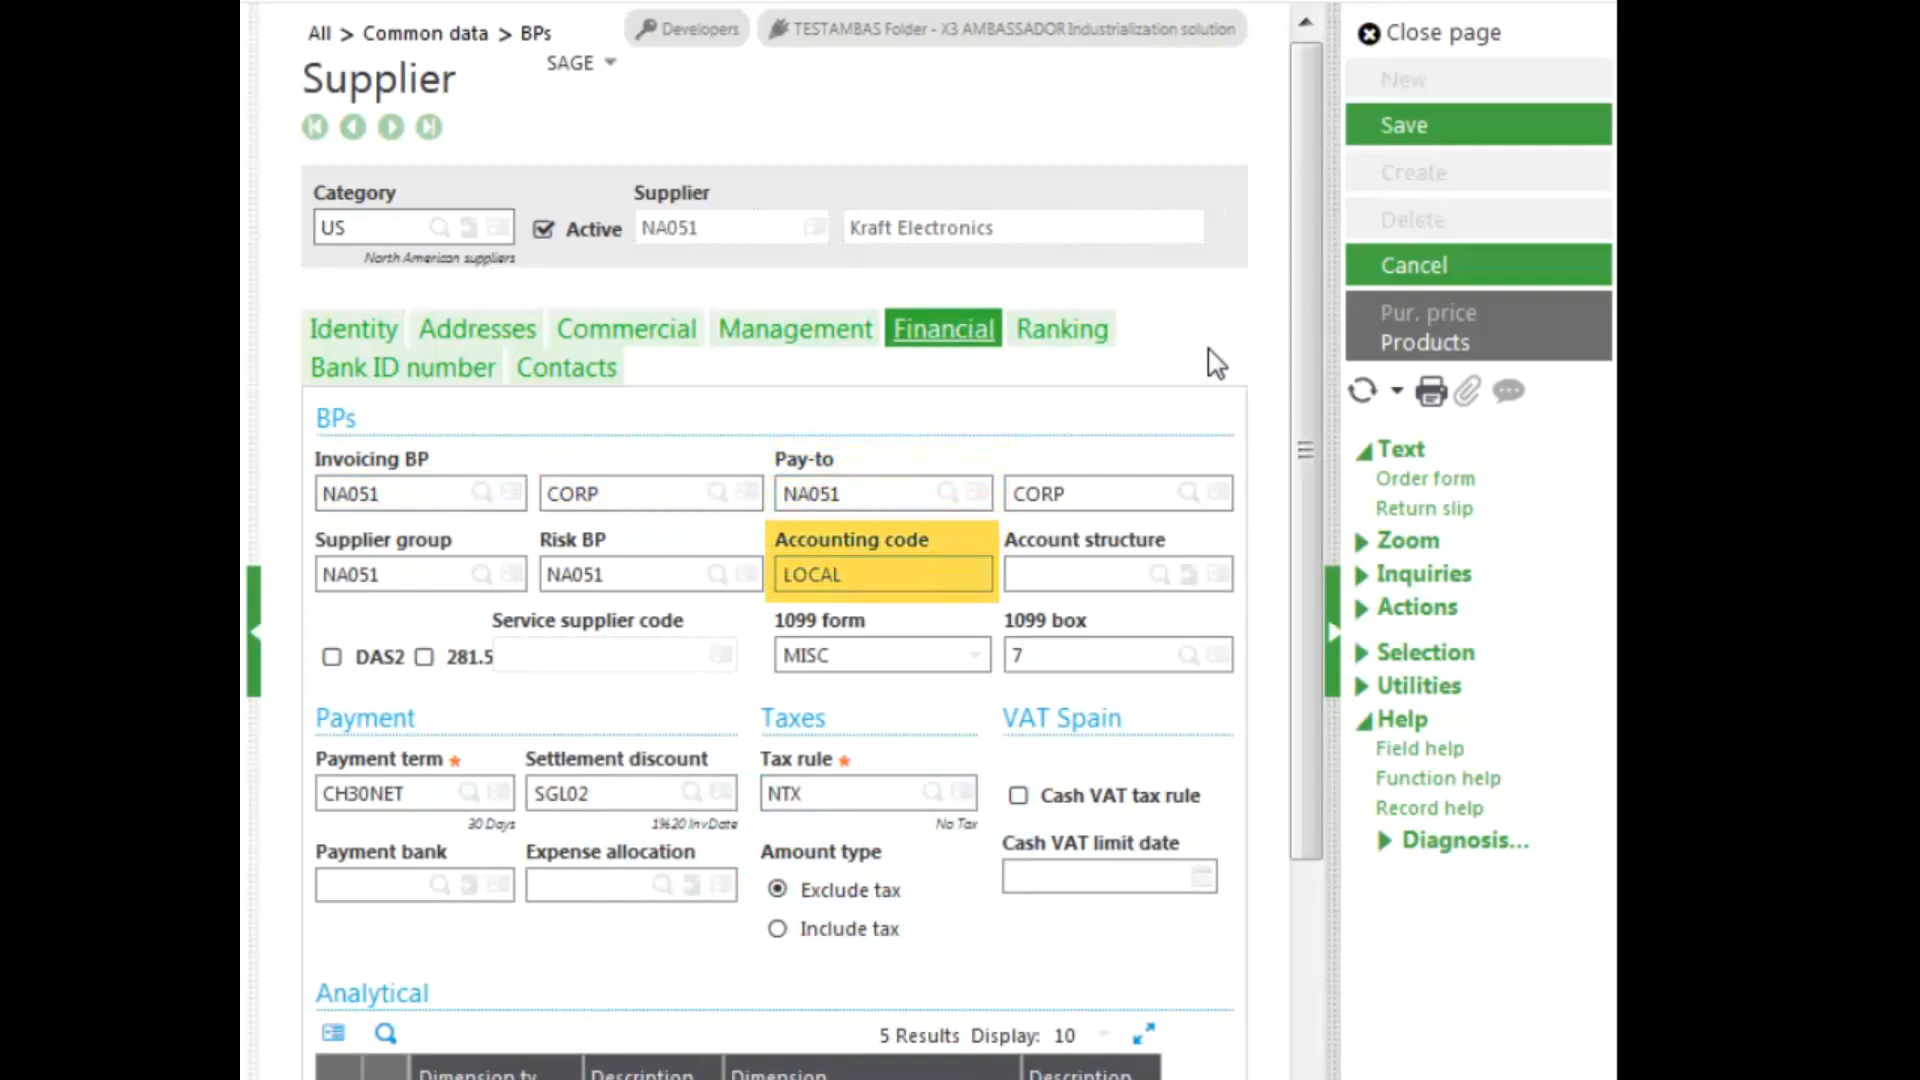 All > Common data > BPs
Developers
TESTAMBAS Folder - X3 AMBASSADOR Industrialization solution
SAGE
Supplier
Category
Supplier
US
Active
NA051
Kraft Electronics
North American suppliers
Identity
Addresses
Commercial
Management
Financial
Ranking
Bank ID number
Contacts
BPs
Invoicing BP
Pay-to
NA051
CORP
NA051
CORP
Supplier group
Risk BP
Accounting code
Account structure
NA051
NA051
LOCAL
Service supplier code
1099 form
1099 box
DAS2
281.5
MISC
7
Payment
Taxes
VAT Spain
Payment term *
Settlement discount
Tax rule *
CH30NET
SGL02
NTX
Cash VAT tax rule
30 Days
1%20 InvDate
No Tax
Payment bank
Expense allocation
Amount type
Cash VAT limit date
Exclude tax
Include tax
Analytical
5 Results Display: 10
Dimension ty
Description
Dimension
Description
Close page
New
Save
Create
Delete
Cancel
Pur. price
Products
Text
Order form
Return slip
Zoom
Inquiries
Actions
Selection
Utilities
Help
Field help
Function help
Record help
Diagnosis...